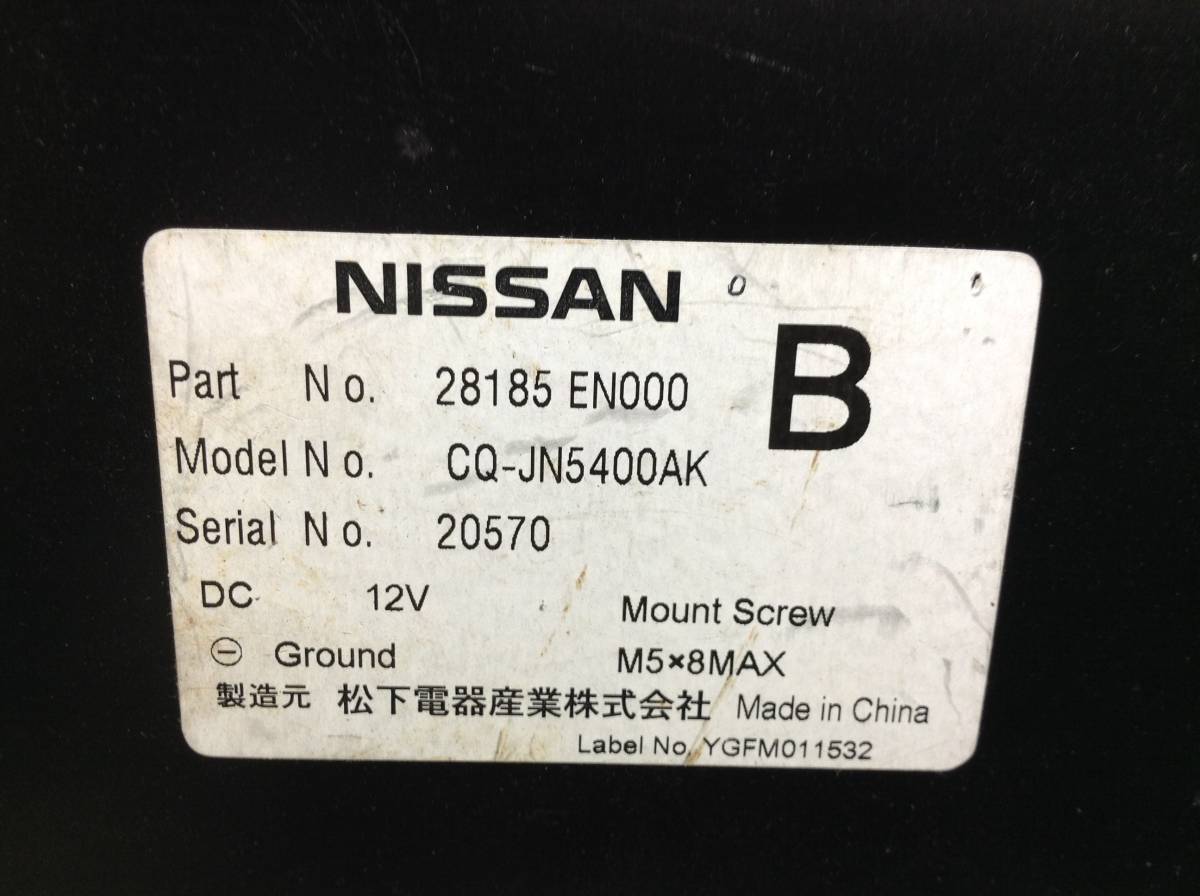 NISSAN
B
Part No. 28185 EN000
Model No. CQ-JN5400AK
Serial No. 20570
DC 12V
Mount Screw
⊖ Ground
M5×8MAX
製造元 松下電器産業株式会社 Made in China
Label No. YGFM011532